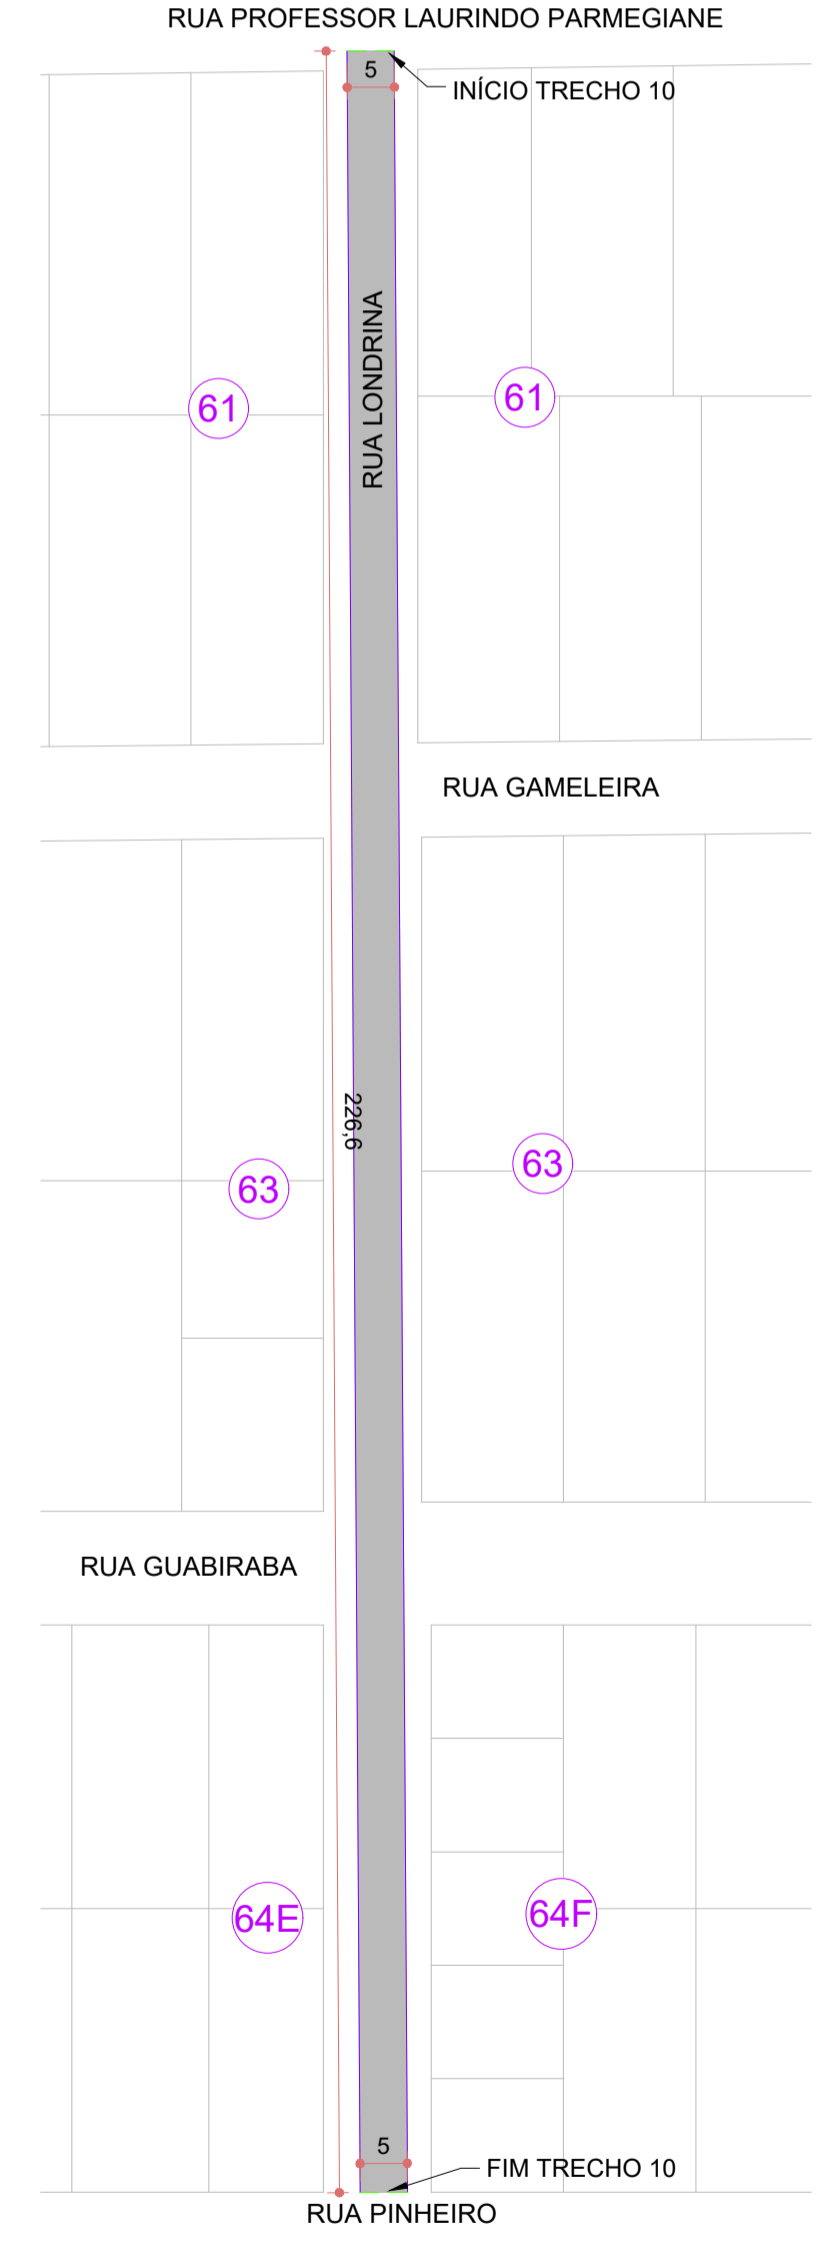 RUA PROFESSOR LAURINDO PARMEGIANE
5
INÍCIO TRECHO 10
RUA LONDRINA
61
61
RUA GAMELEIRA
226,6
63
63
RUA GUABIRABA
64E
64F
5
FIM TRECHO 10
RUA PINHEIRO